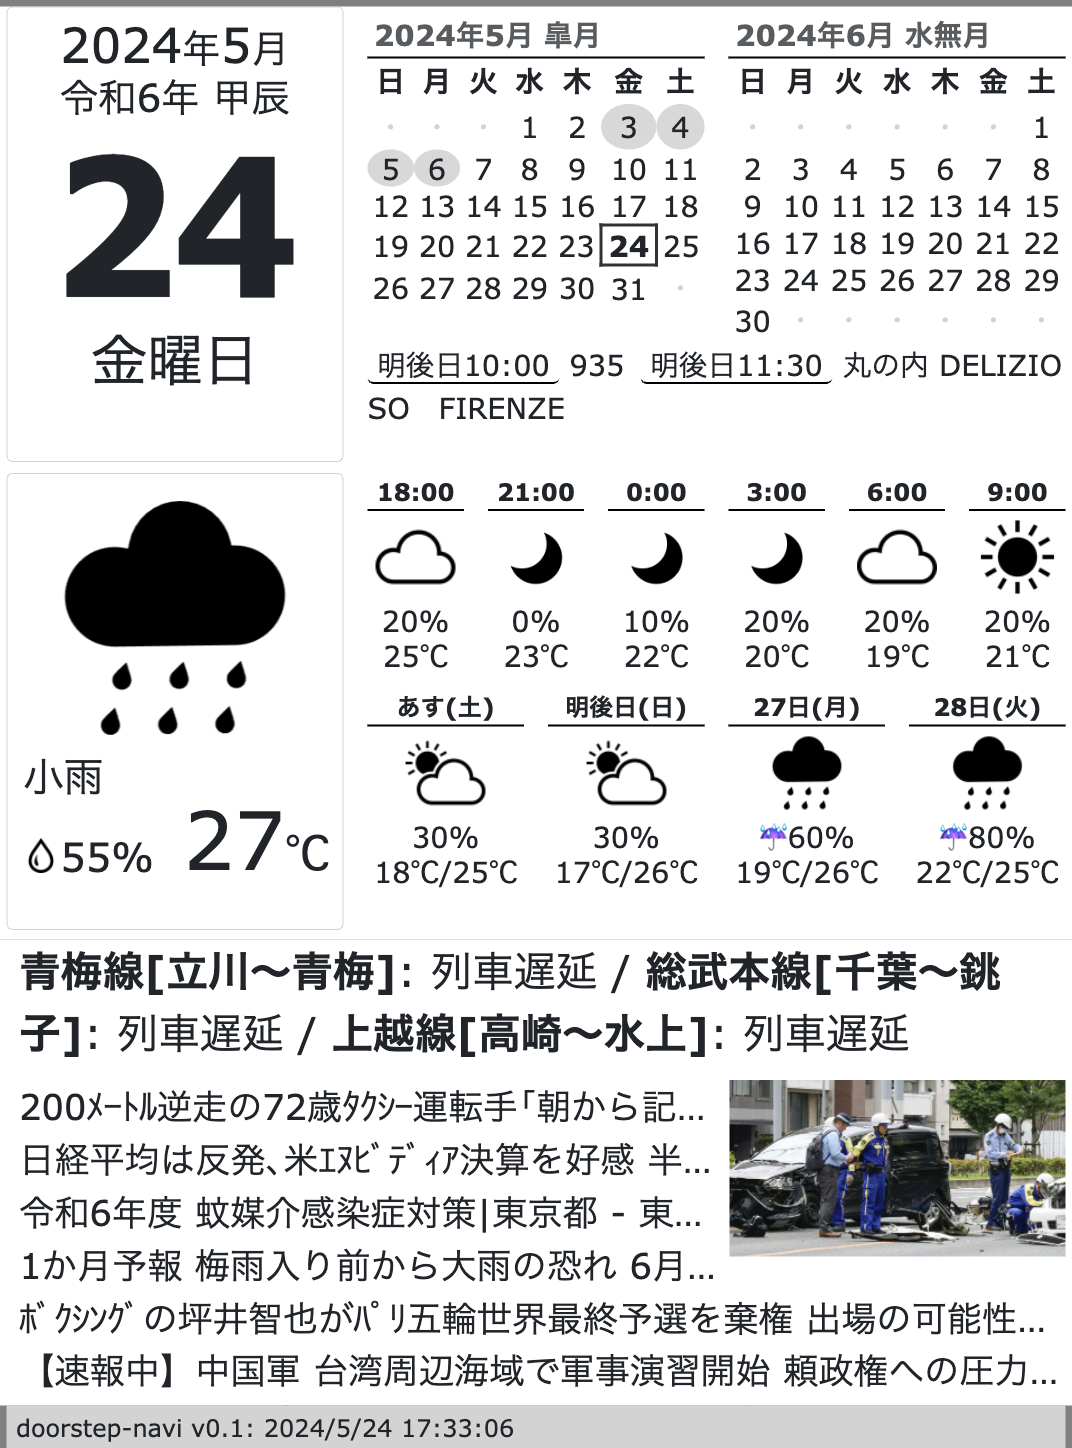 2024年5月
令和6年 甲辰
24
金曜日
2024年5月 皐月
日 月 火 水 木 金 土
· · · 1 2 3 4
5 6 7 8 9 10 11
12 13 14 15 16 17 18
19 20 21 22 23 24 25
26 27 28 29 30 31 ·
2024年6月 水無月
日 月 火 水 木 金 土
· · · · · · 1
2 3 4 5 6 7 8
9 10 11 12 13 14 15
16 17 18 19 20 21 22
23 24 25 26 27 28 29
30 · · · · · ·
明後日10:00 935 明後日11:30 丸の内 DELIZIO
SO　FIRENZE
小雨
55% 27℃
18:00 21:00 0:00 3:00 6:00 9:00
20% 0% 10% 20% 20% 20%
25℃ 23℃ 22℃ 20℃ 19℃ 21℃
あす(土) 明後日(日) 27日(月) 28日(火)
30% 30% ☔60% ☔80%
18℃/25℃ 17℃/26℃ 19℃/26℃ 22℃/25℃
青梅線[立川〜青梅]: 列車遅延 / 総武本線[千葉〜銚
子]: 列車遅延 / 上越線[高崎〜水上]: 列車遅延
200ﾒｰﾄﾙ逆走の72歳ﾀｸｼｰ運転手｢朝から記...
日経平均は反発､米ｴﾇﾋﾞﾃﾞｨｱ決算を好感 半...
令和6年度 蚊媒介感染症対策|東京都 - 東...
1か月予報 梅雨入り前から大雨の恐れ 6月...
ﾎﾞｸｼﾝｸﾞの坪井智也がﾊﾟﾘ五輪世界最終予選を棄権 出場の可能性...
【速報中】中国軍 台湾周辺海域で軍事演習開始 頼政権への圧力...
doorstep-navi v0.1: 2024/5/24 17:33:06